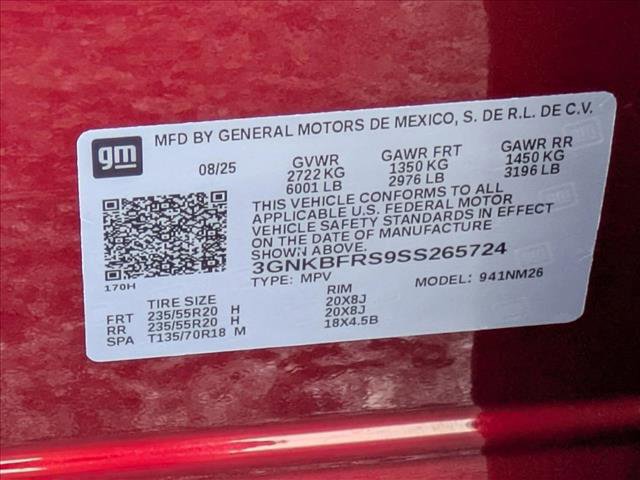 gm
MFD BY GENERAL MOTORS DE MEXICO, S. DE R.L. DE C.V.
08/25 GVWR GAWR FRT GAWR RR
2722 KG 1350 KG 1450 KG
6001 LB 2976 LB 3196 LB
THIS VEHICLE CONFORMS TO ALL
APPLICABLE U.S. FEDERAL MOTOR
VEHICLE SAFETY STANDARDS IN EFFECT
ON THE DATE OF MANUFACTURE
SHOWN ABOVE.
3GNKBFRS9SS265724
170H
TYPE: MPV MODEL: 941NM26
TIRE SIZE RIM
FRT 235/55R20 H 20X8J
RR 235/55R20 H 20X8J
SPA T135/70R18 M 18X4.5B